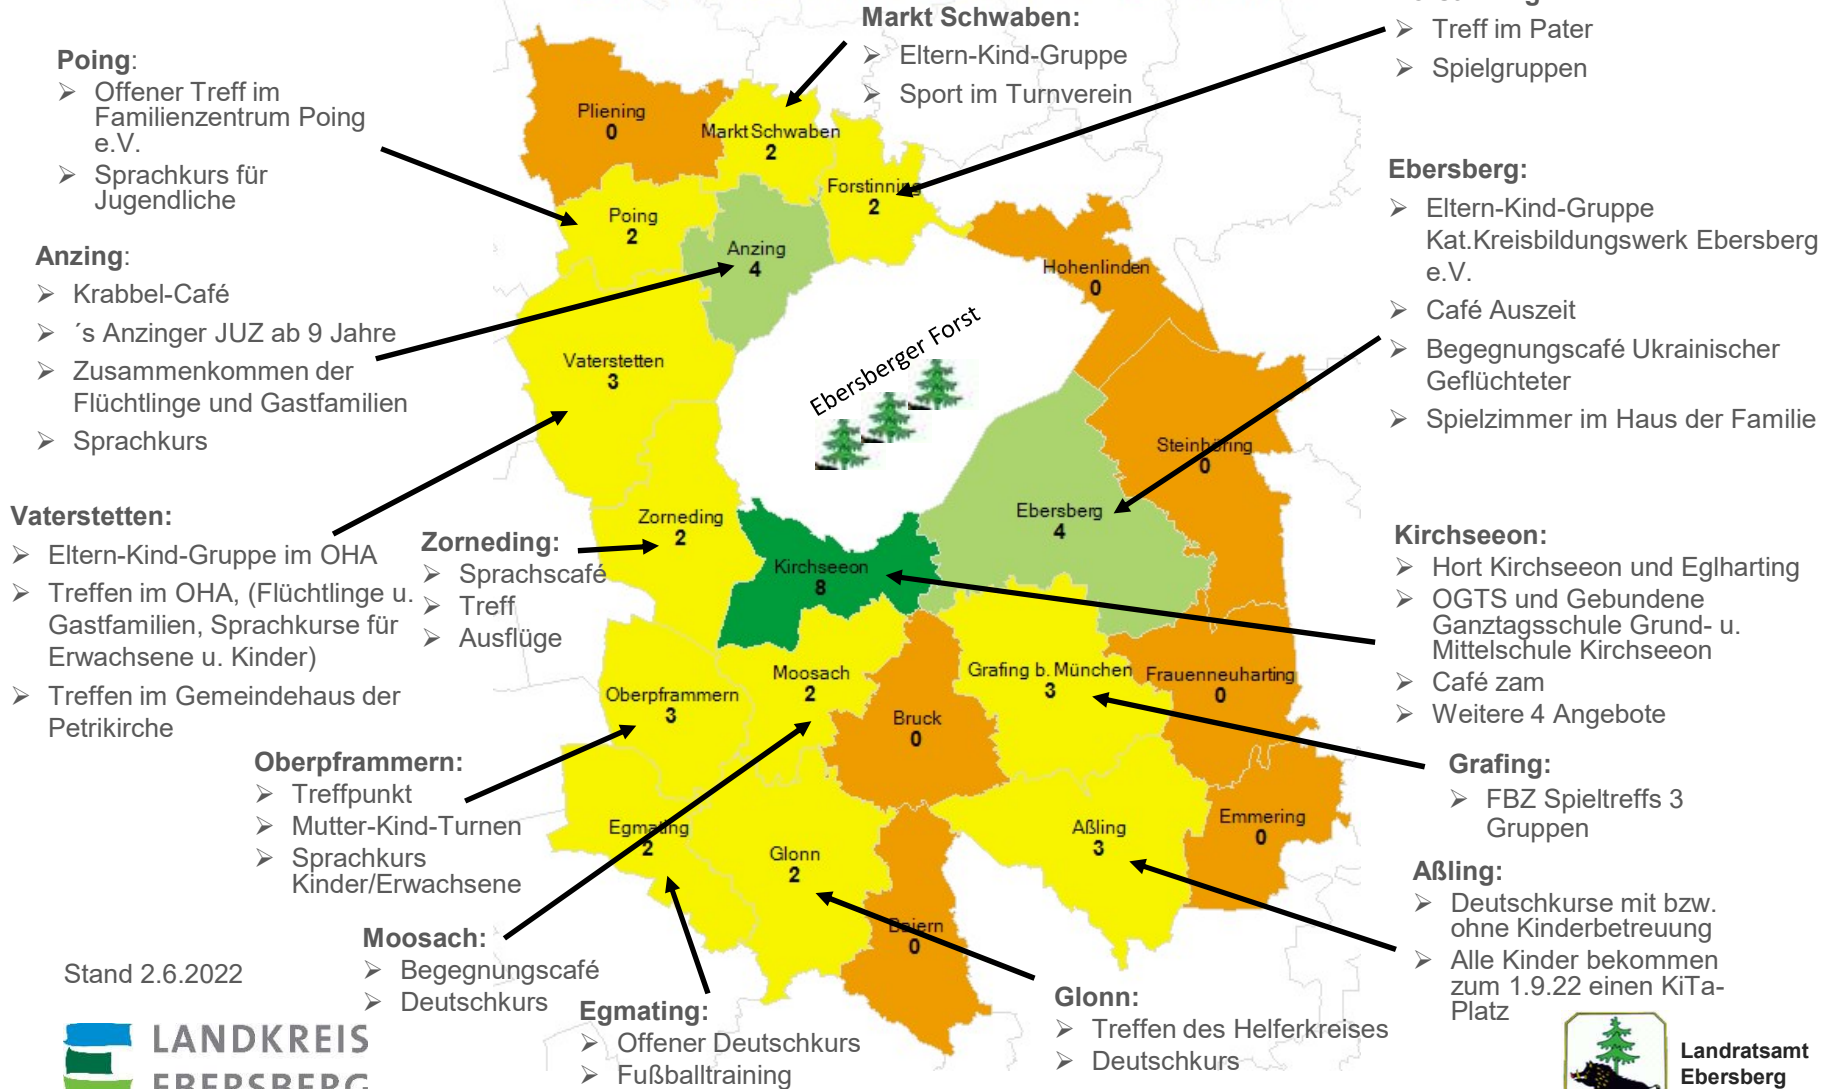 Poing:
➢ Offener Treff im
Familienzentrum Poing
e.V.
➢ Sprachkurs für
Jugendliche
Anzing:
➢ Krabbel-Café
➢ ´s Anzinger JUZ ab 9 Jahre
➢ Zusammenkommen der
Flüchtlinge und Gastfamilien
➢ Sprachkurs
Vaterstetten:
➢ Eltern-Kind-Gruppe im OHA
➢ Treffen im OHA, (Flüchtlinge u.
Gastfamilien, Sprachkurse für
Erwachsene u. Kinder)
➢ Treffen im Gemeindehaus der
Petrikirche
Zorneding:
➢ Sprachscafé
➢ Treff
➢ Ausflüge
Oberpframmern:
➢ Treffpunkt
➢ Mutter-Kind-Turnen
➢ Sprachkurs
Kinder/Erwachsene
Moosach:
➢ Begegnungscafé
➢ Deutschkurs
Egmating:
➢ Offener Deutschkurs
➢ Fußballtraining
Markt Schwaben:
➢ Eltern-Kind-Gruppe
➢ Sport im Turnverein
➢ Treff im Pater
➢ Spielgruppen
Ebersberg:
➢ Eltern-Kind-Gruppe
Kat.Kreisbildungswerk Ebersberg
e.V.
➢ Café Auszeit
➢ Begegnungscafé Ukrainischer
Geflüchteter
➢ Spielzimmer im Haus der Familie
Kirchseeon:
➢ Hort Kirchseeon und Eglharting
➢ OGTS und Gebundene
Ganztagsschule Grund- u.
Mittelschule Kirchseeon
➢ Café zam
➢ Weitere 4 Angebote
Grafing:
➢ FBZ Spieltreffs 3
Gruppen
Aßling:
➢ Deutschkurse mit bzw.
ohne Kinderbetreuung
➢ Alle Kinder bekommen
zum 1.9.22 einen KiTa-
Platz
Glonn:
➢ Treffen des Helferkreises
➢ Deutschkurs
Pliening
0
Markt Schwaben
2
Forstinning
2
Poing
2
Anzing
4
Hohenlinden
0
Vaterstetten
3
Ebersberger Forst
Steinhöring
0
Zorneding
2
Ebersberg
4
Kirchseeon
8
Moosach
2
Grafing b. München
3
Frauenneuharting
0
Oberpframmern
3
Bruck
0
Egmating
2
Glonn
2
Aßling
3
Emmering
0
Baiern
0
Stand 2.6.2022
LANDKREIS
EBERSBERG
Landratsamt
Ebersberg